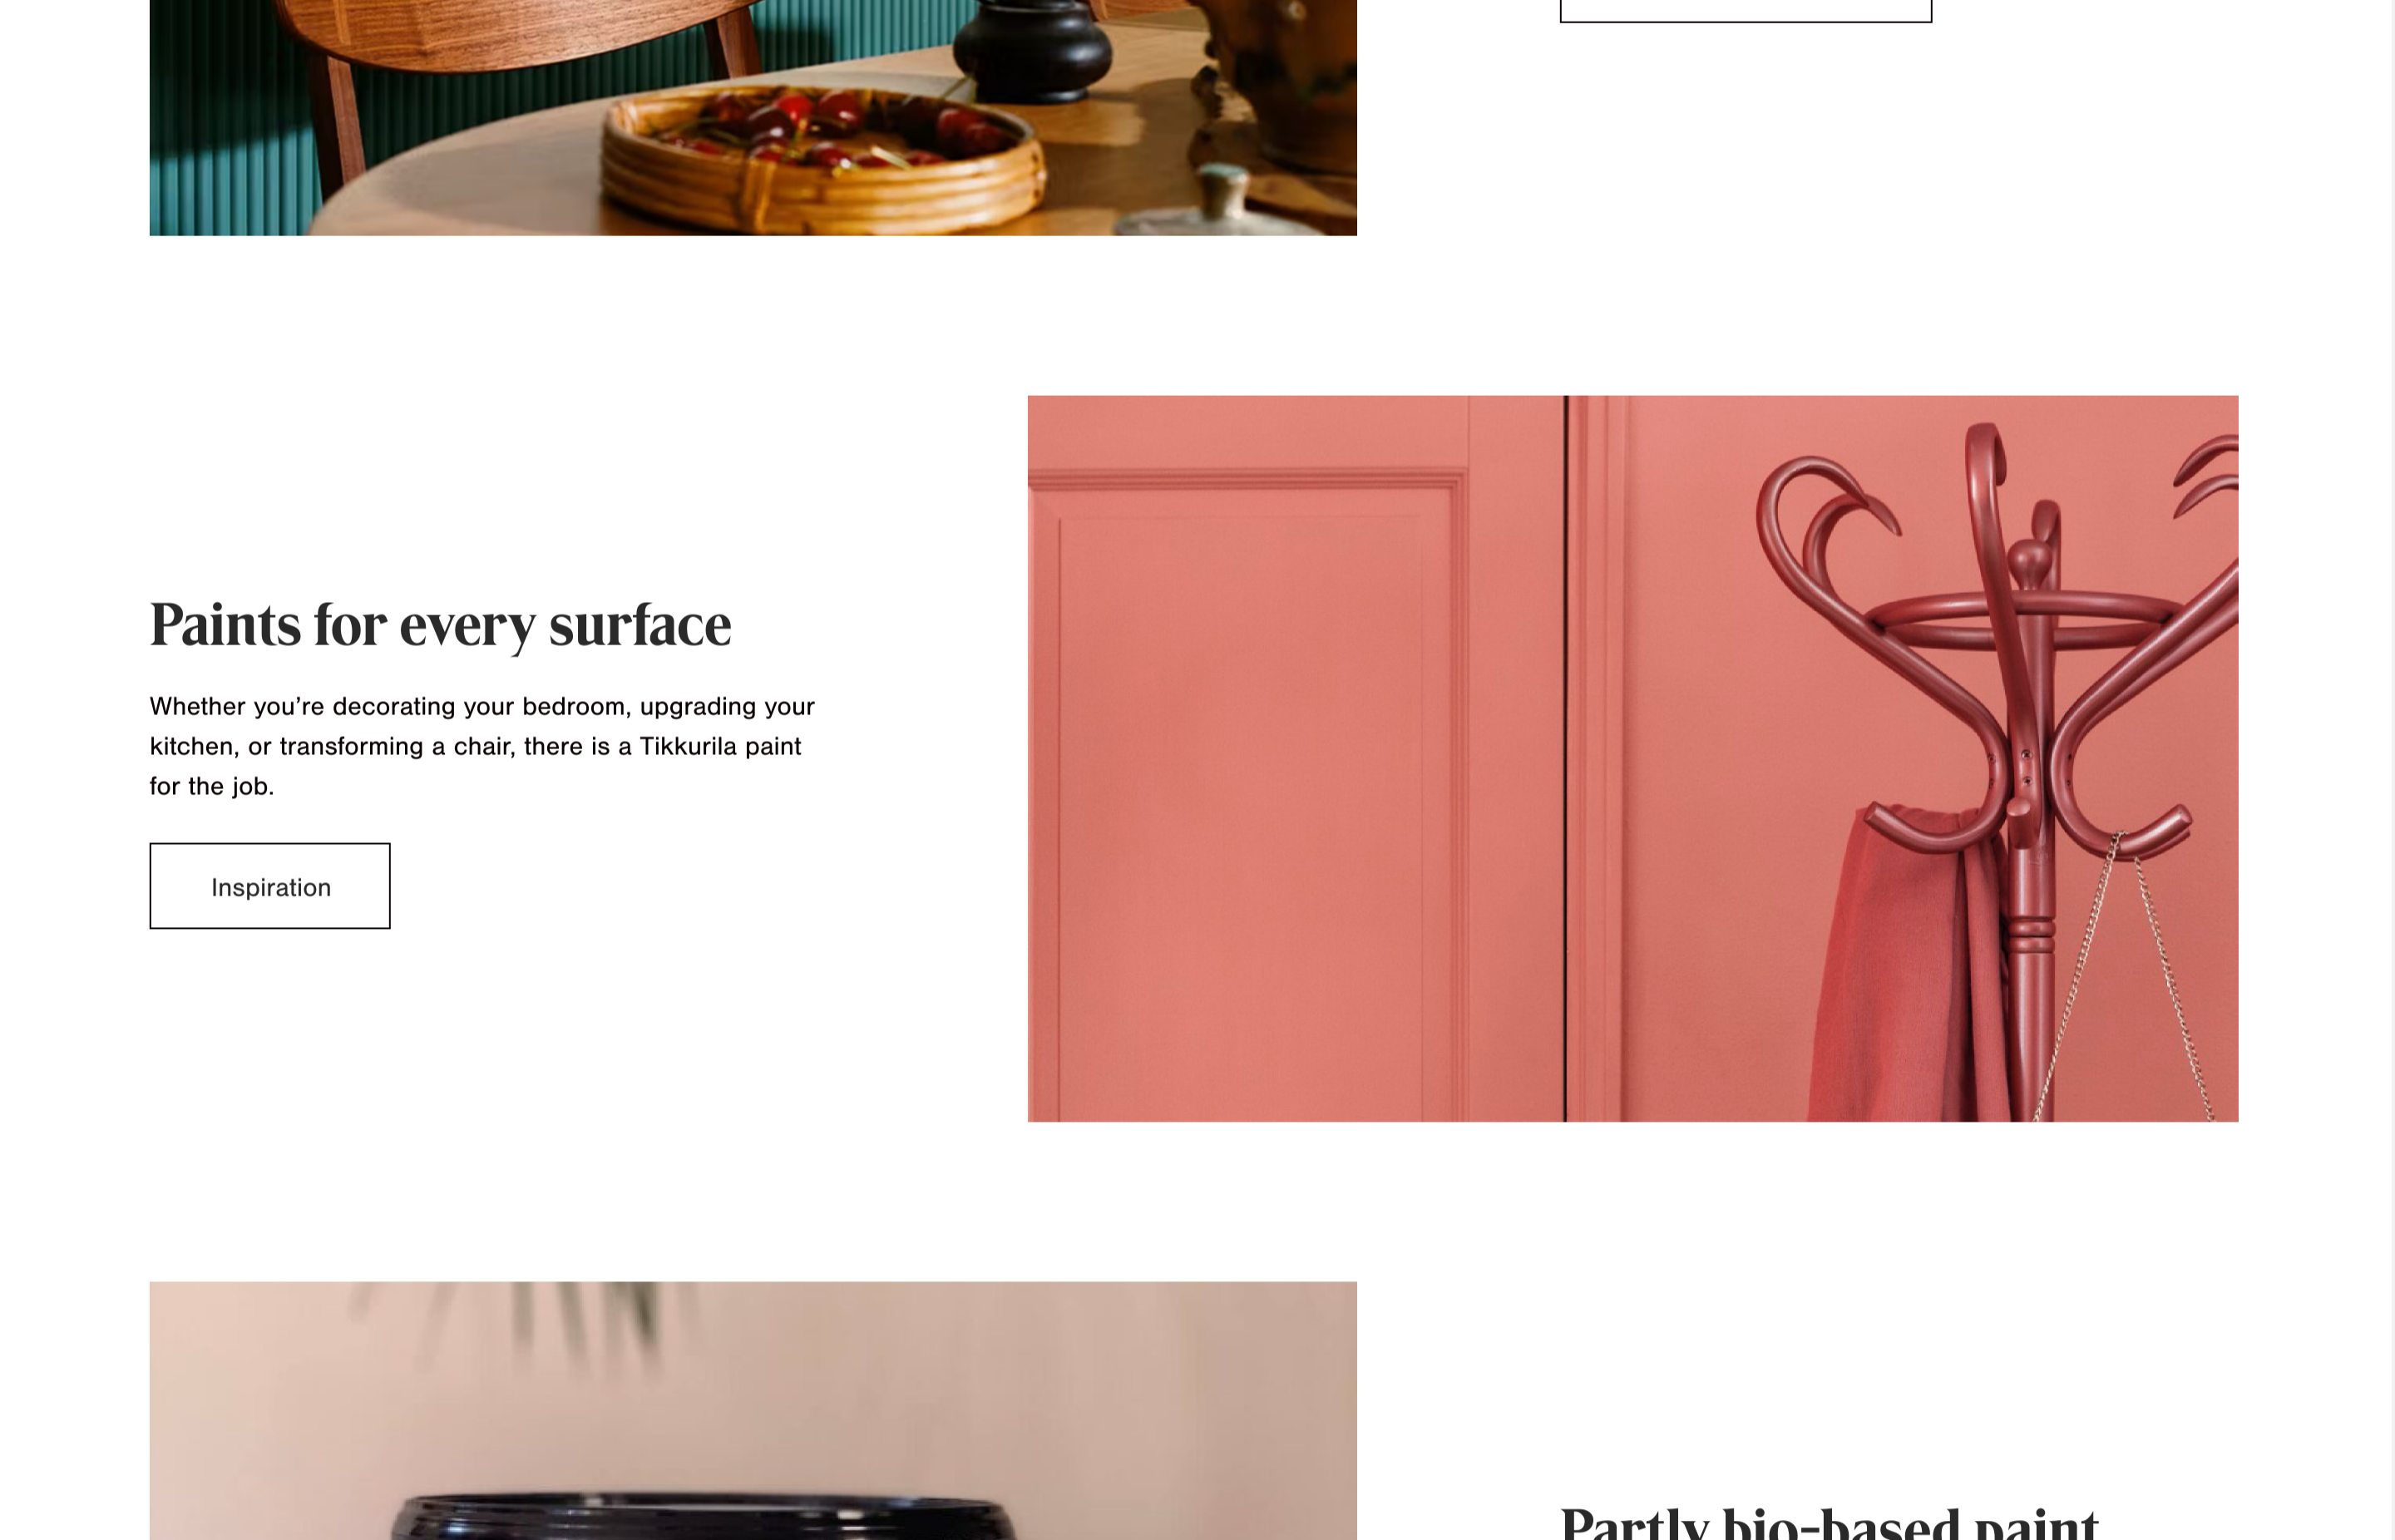 Paints for every surface
Whether you’re decorating your bedroom, upgrading your
kitchen, or transforming a chair, there is a Tikkurila paint
for the job.
Inspiration
Partly bio-based paint